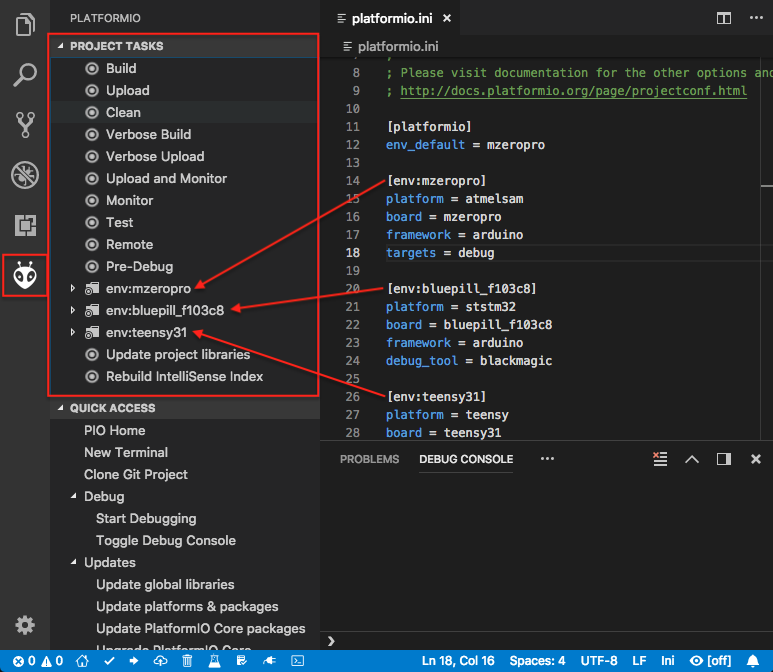 PLATFORMIO
PROJECT TASKS
Build
Upload
Clean
Verbose Build
Verbose Upload
Upload and Monitor
Monitor
Test
Remote
Pre-Debug
env:mzeropro
env:bluepill_f103c8
env:teensy31
Update project libraries
Rebuild IntelliSense Index
QUICK ACCESS
PIO Home
New Terminal
Clone Git Project
Debug
Start Debugging
Toggle Debug Console
Updates
Update global libraries
Update platforms & packages
Update PlatformIO Core packages
Upgrade PlatformIO Core
platformio.ini ×
platformio.ini
8 ; Please visit documentation for the other options and
9 ; http://docs.platformio.org/page/projectconf.html
10
11 [platformio]
12 env_default = mzeropro
13
14 [env:mzeropro]
15 platform = atmelsam
16 board = mzeropro
17 framework = arduino
18 targets = debug
19
20 [env:bluepill_f103c8]
21 platform = ststm32
22 board = bluepill_f103c8
23 framework = arduino
24 debug_tool = blackmagic
25
26 [env:teensy31]
27 platform = teensy
28 board = teensy31
PROBLEMS DEBUG CONSOLE ···
❯
0 0 Ln 18, Col 16 Spaces: 4 UTF-8 LF Ini [off]